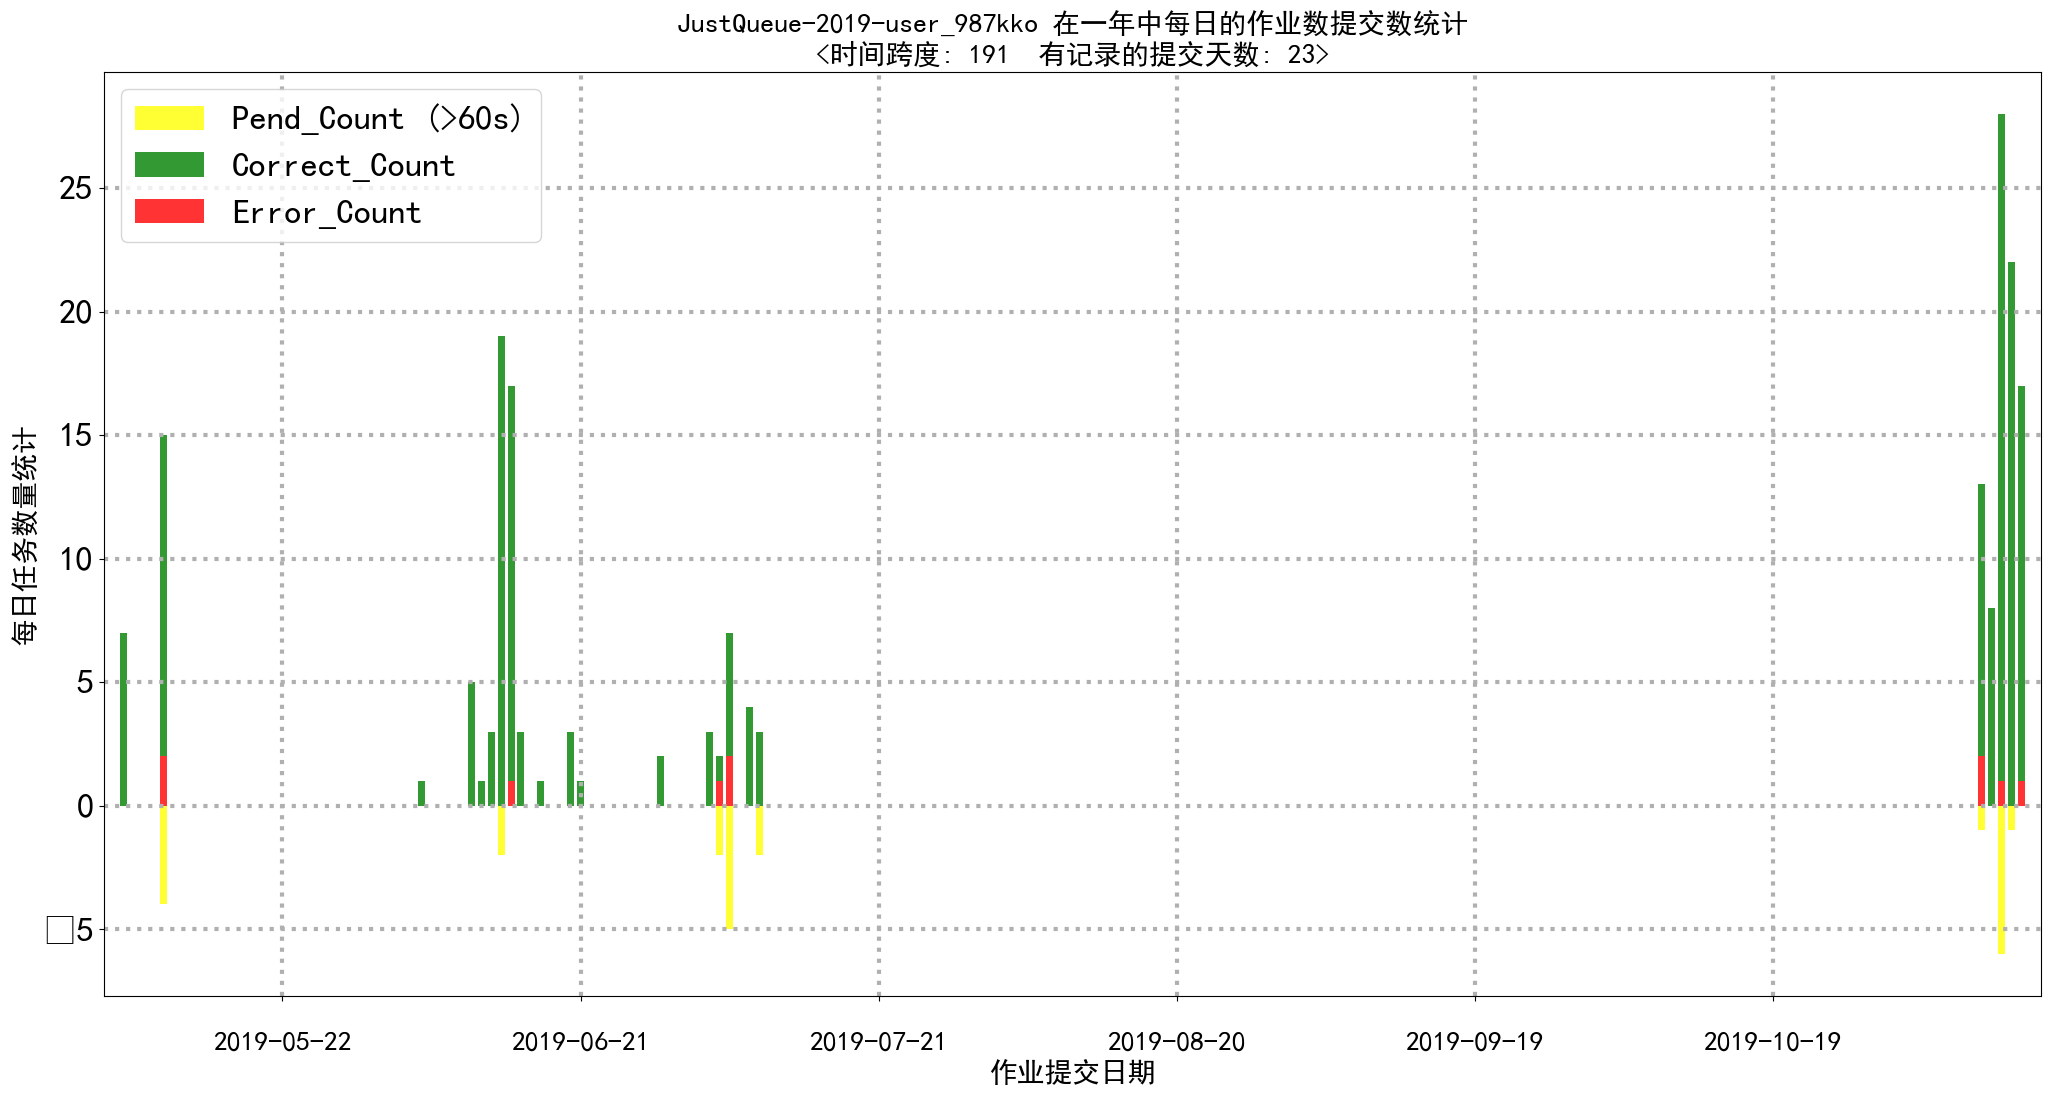 JustQueue-2019-user_987kko 在一年中每日的作业数提交数统计
<时间跨度: 191  有记录的提交天数: 23>
Pend_Count (>60s)
Correct_Count
Error_Count
25
20
15
10
5
0
□5
每日任务数量统计
2019-05-22
2019-06-21
2019-07-21
2019-08-20
2019-09-19
2019-10-19
作业提交日期